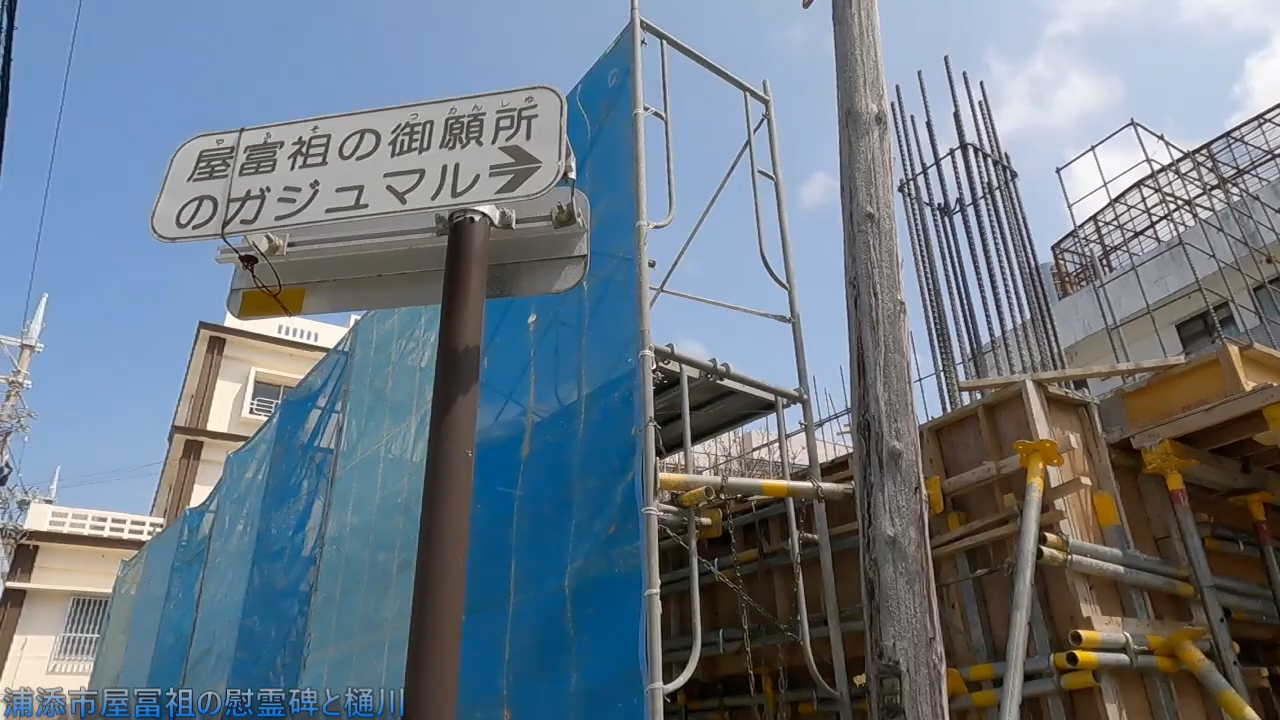 屋富祖の御願所
のガジュマル→
浦添市屋冨祖の慰霊碑と樋川